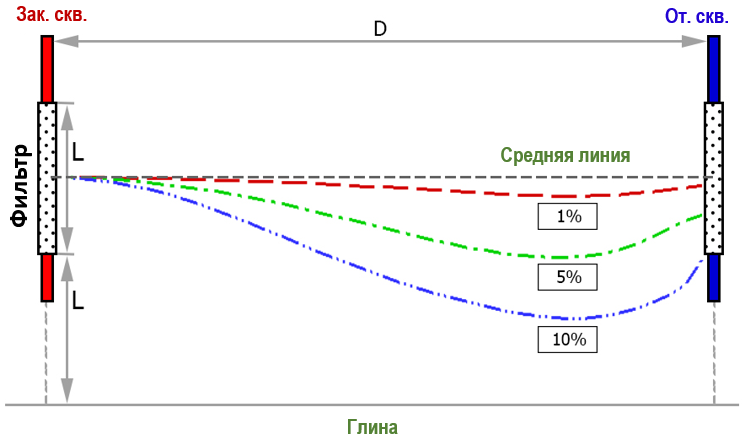 Зак. скв.
От. скв.
D
L
Фильтр
Средняя линия
1%
5%
L
10%
Глина